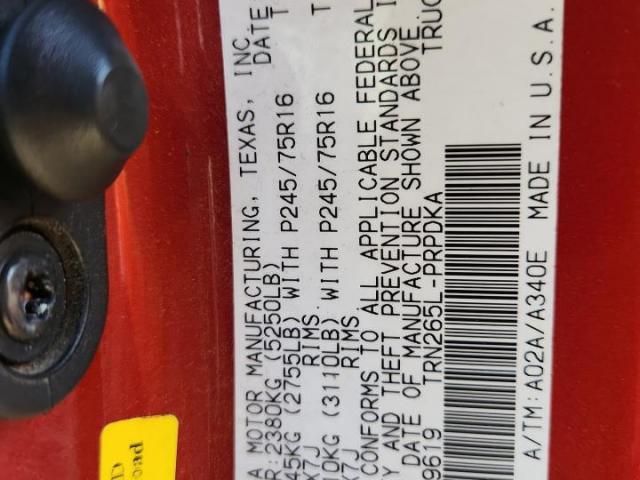 A MOTOR MANUFACTURING, TEXAS, INC.
DATE
R:2380KG (5250LB) T
45KG (2755LB) WITH P245/75R16
X7J RIMS.
10KG (3110LB) WITH P245/75R16 T
X7J RIMS.
CONFORMS TO ALL APPLICABLE FEDERAL
Y AND THEFT PREVENTION STANDARDS I
DATE OF MANUFACTURE SHOWN ABOVE.
9619 TRN265L-PRPDKA TRUC
A/TM:A02A/A340E MADE IN U.S.A.
D
oad